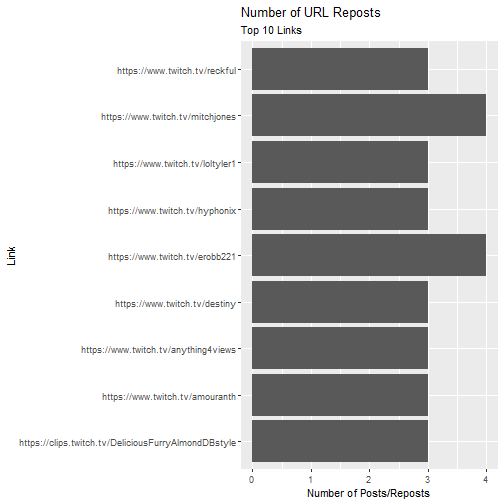 Number of URL Reposts
Top 10 Links
https://www.twitch.tv/reckful
https://www.twitch.tv/mitchjones
https://www.twitch.tv/loltyler1
https://www.twitch.tv/hyphonix
https://www.twitch.tv/erobb221
https://www.twitch.tv/destiny
https://www.twitch.tv/anything4views
https://www.twitch.tv/amouranth
https://clips.twitch.tv/DeliciousFurryAlmondDBstyle
Link
0 1 2 3 4
Number of Posts/Reposts